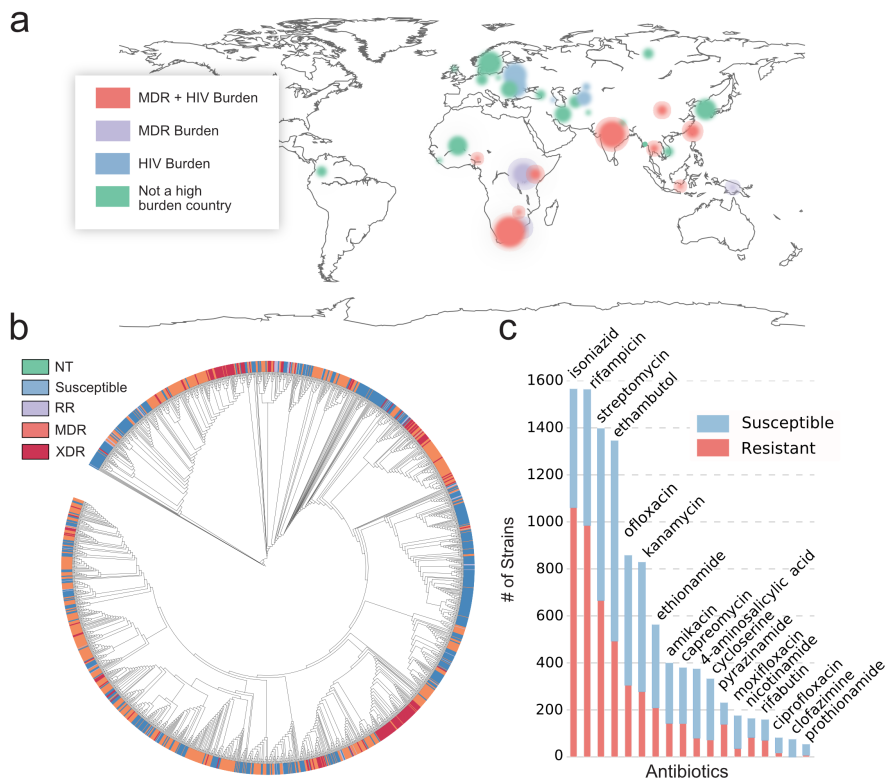 a
MDR + HIV Burden
MDR Burden
HIV Burden
Not a high
burden country
b
NT
Susceptible
RR
MDR
XDR
c
isoniazid
rifampicin
streptomycin
ethambutol
ofloxacin
kanamycin
ethionamide
amikacin
capreomycin
4-aminosalicylic acid
cycloserine
pyrazinamide
moxifloxacin
nicotinamide
rifabutin
ciprofloxacin
clofazimine
prothionamide
Susceptible
Resistant
# of Strains
1600
1400
1200
1000
800
600
400
200
0
Antibiotics